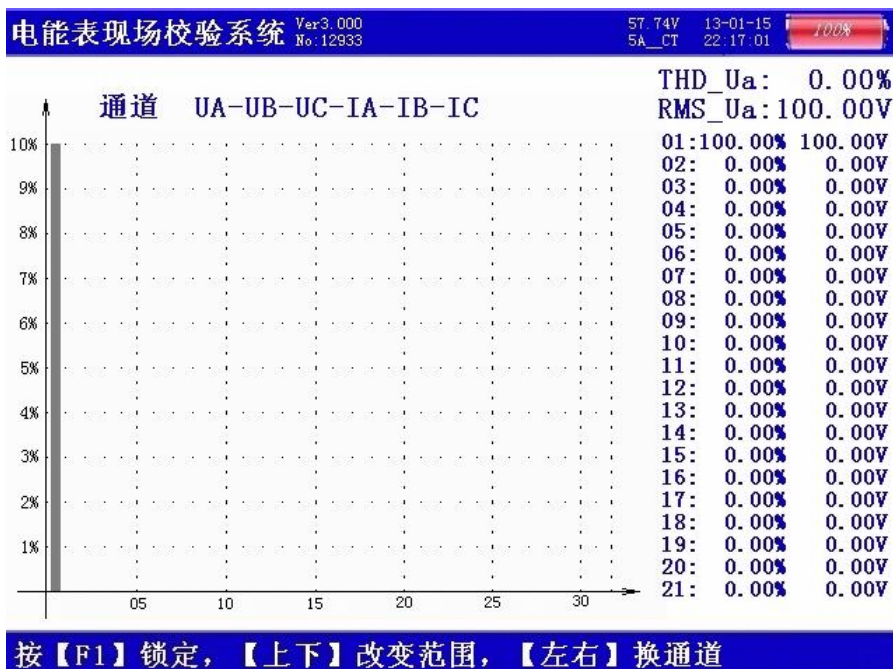 电能表现场校验系统 Ver3.000
No:12933
57.74V 13-01-15
5A__CT 22:17:01
100%
THD_Ua: 0.00%
RMS_Ua:100.00V
通道 UA-UB-UC-IA-IB-IC
10%
9%
8%
7%
6%
5%
4%
3%
2%
1%
05 10 15 20 25 30
01:100.00% 100.00V
02: 0.00% 0.00V
03: 0.00% 0.00V
04: 0.00% 0.00V
05: 0.00% 0.00V
06: 0.00% 0.00V
07: 0.00% 0.00V
08: 0.00% 0.00V
09: 0.00% 0.00V
10: 0.00% 0.00V
11: 0.00% 0.00V
12: 0.00% 0.00V
13: 0.00% 0.00V
14: 0.00% 0.00V
15: 0.00% 0.00V
16: 0.00% 0.00V
17: 0.00% 0.00V
18: 0.00% 0.00V
19: 0.00% 0.00V
20: 0.00% 0.00V
21: 0.00% 0.00V
按【F1】锁定，【上下】改变范围，【左右】换通道